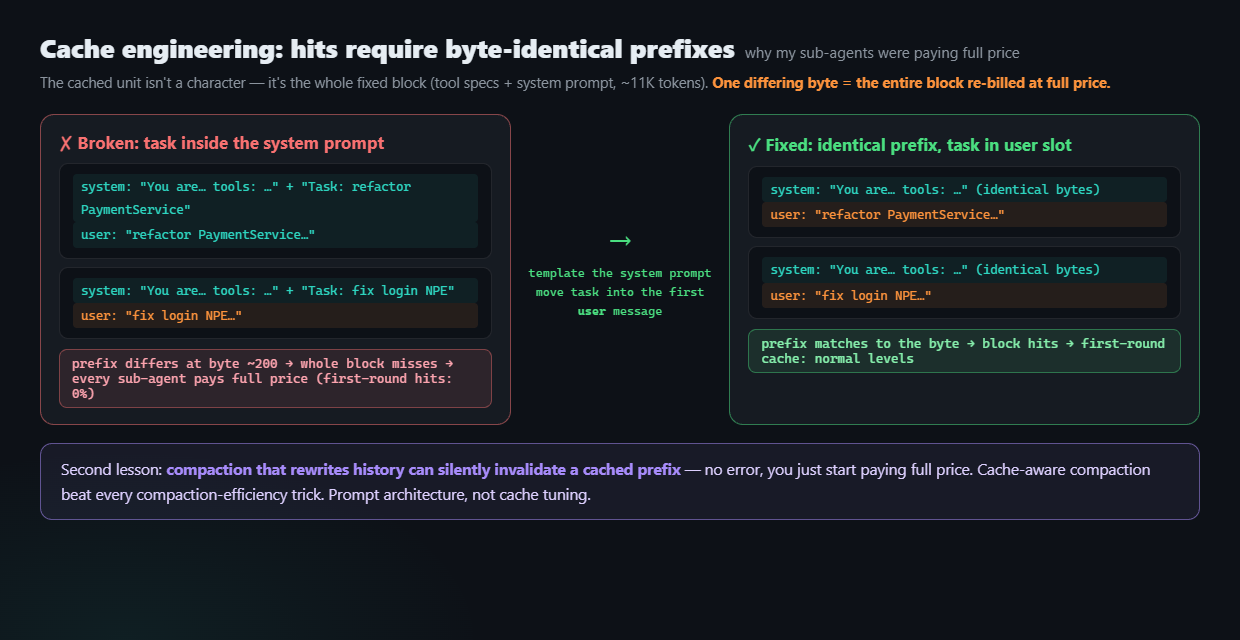 Cache engineering: hits require byte-identical prefixes why my sub-agents were paying full price
The cached unit isn't a character — it's the whole fixed block (tool specs + system prompt, ~11K tokens). One differing byte = the entire block re-billed at full price.
✗ Broken: task inside the system prompt
system: "You are… tools: …" + "Task: refactor
PaymentService"
user: "refactor PaymentService…"
system: "You are… tools: …" + "Task: fix login NPE"
user: "fix login NPE…"
prefix differs at byte ~200 → whole block misses →
every sub-agent pays full price (first-round hits:
0%)
→
template the system prompt
move task into the first
user message
✓ Fixed: identical prefix, task in user slot
system: "You are… tools: …" (identical bytes)
user: "refactor PaymentService…"
system: "You are… tools: …" (identical bytes)
user: "fix login NPE…"
prefix matches to the byte → block hits → first-round
cache: normal levels
Second lesson: compaction that rewrites history can silently invalidate a cached prefix — no error, you just start paying full price. Cache-aware compaction
beat every compaction-efficiency trick. Prompt architecture, not cache tuning.